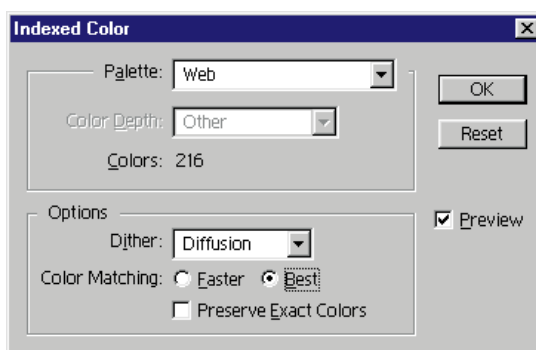 Indexed Color
Palette: Web
OK
Color Depth: Other
Reset
Colors: 216
Options
Preview
Dither: Diffusion
Color Matching: Faster Best
Preserve Exact Colors